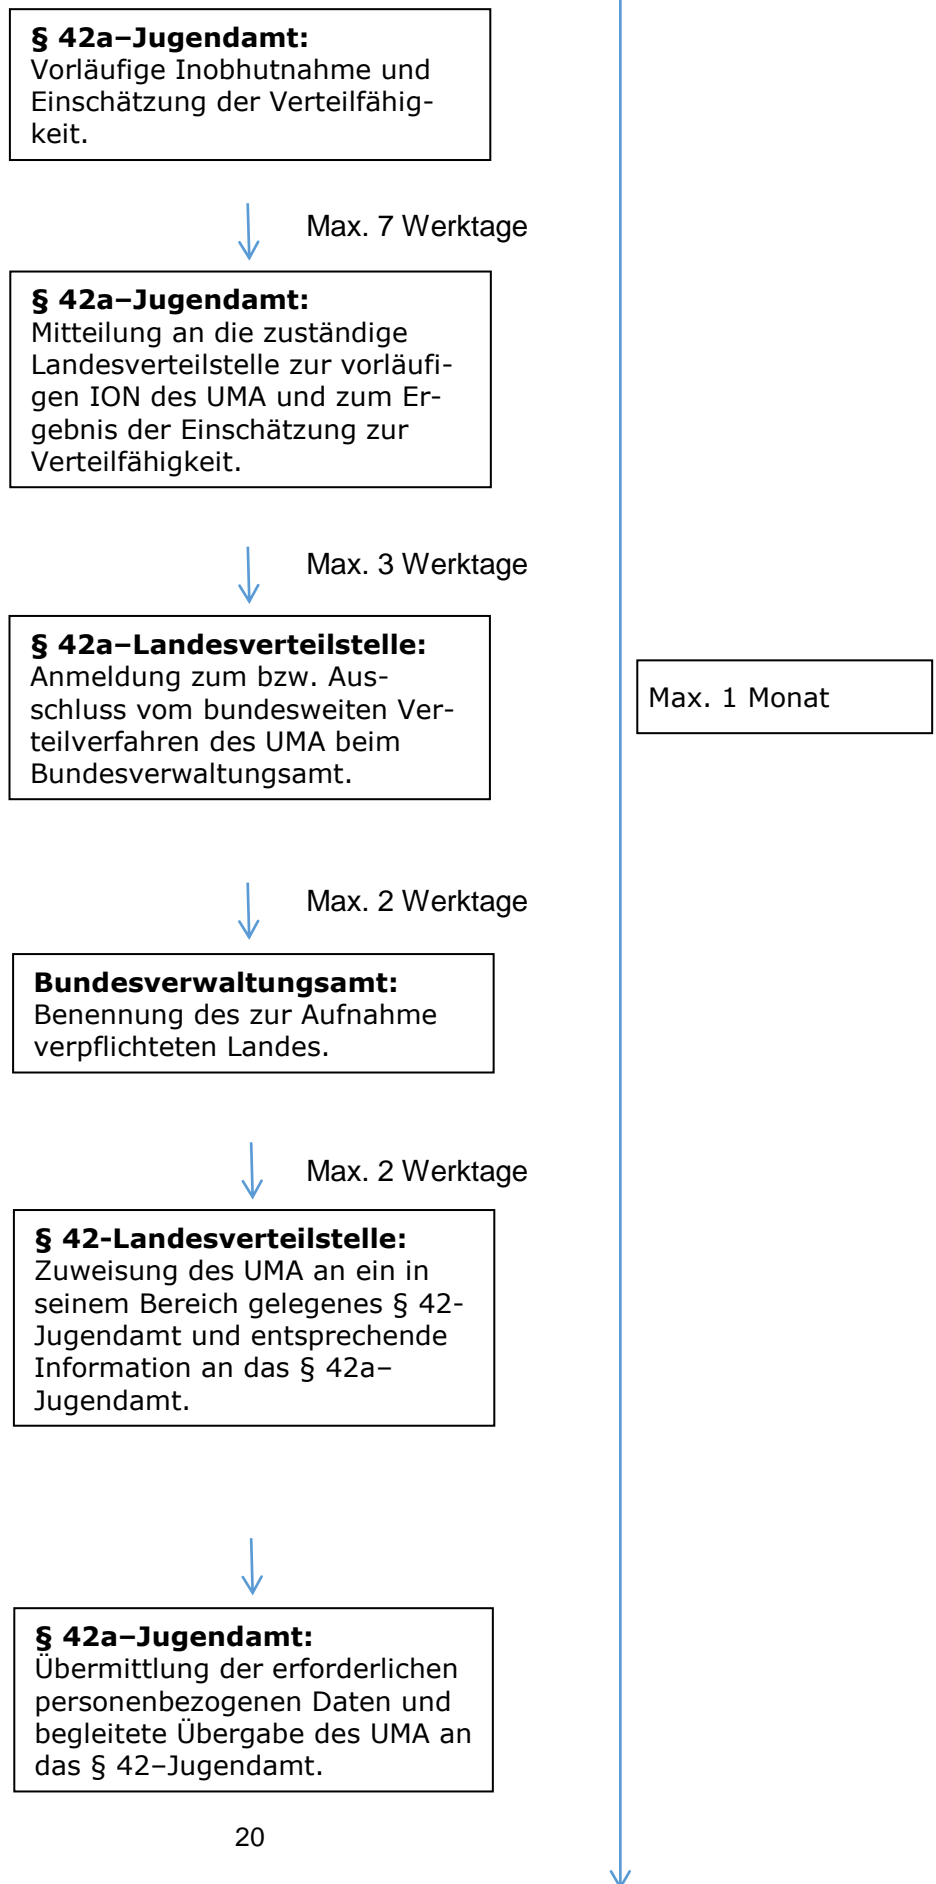 § 42a–Jugendamt:
Vorläufige Inobhutnahme und
Einschätzung der Verteilfähig-
keit.
Max. 7 Werktage
§ 42a–Jugendamt:
Mitteilung an die zuständige
Landesverteilstelle zur vorläufi-
gen ION des UMA und zum Er-
gebnis der Einschätzung zur
Verteilfähigkeit.
Max. 3 Werktage
§ 42a–Landesverteilstelle:
Anmeldung zum bzw. Aus-
schluss vom bundesweiten Ver-
teilverfahren des UMA beim
Bundesverwaltungsamt.
Max. 1 Monat
Max. 2 Werktage
Bundesverwaltungsamt:
Benennung des zur Aufnahme
verpflichteten Landes.
Max. 2 Werktage
§ 42-Landesverteilstelle:
Zuweisung des UMA an ein in
seinem Bereich gelegenes § 42-
Jugendamt und entsprechende
Information an das § 42a–
Jugendamt.
§ 42a–Jugendamt:
Übermittlung der erforderlichen
personenbezogenen Daten und
begleitete Übergabe des UMA an
das § 42–Jugendamt.
20